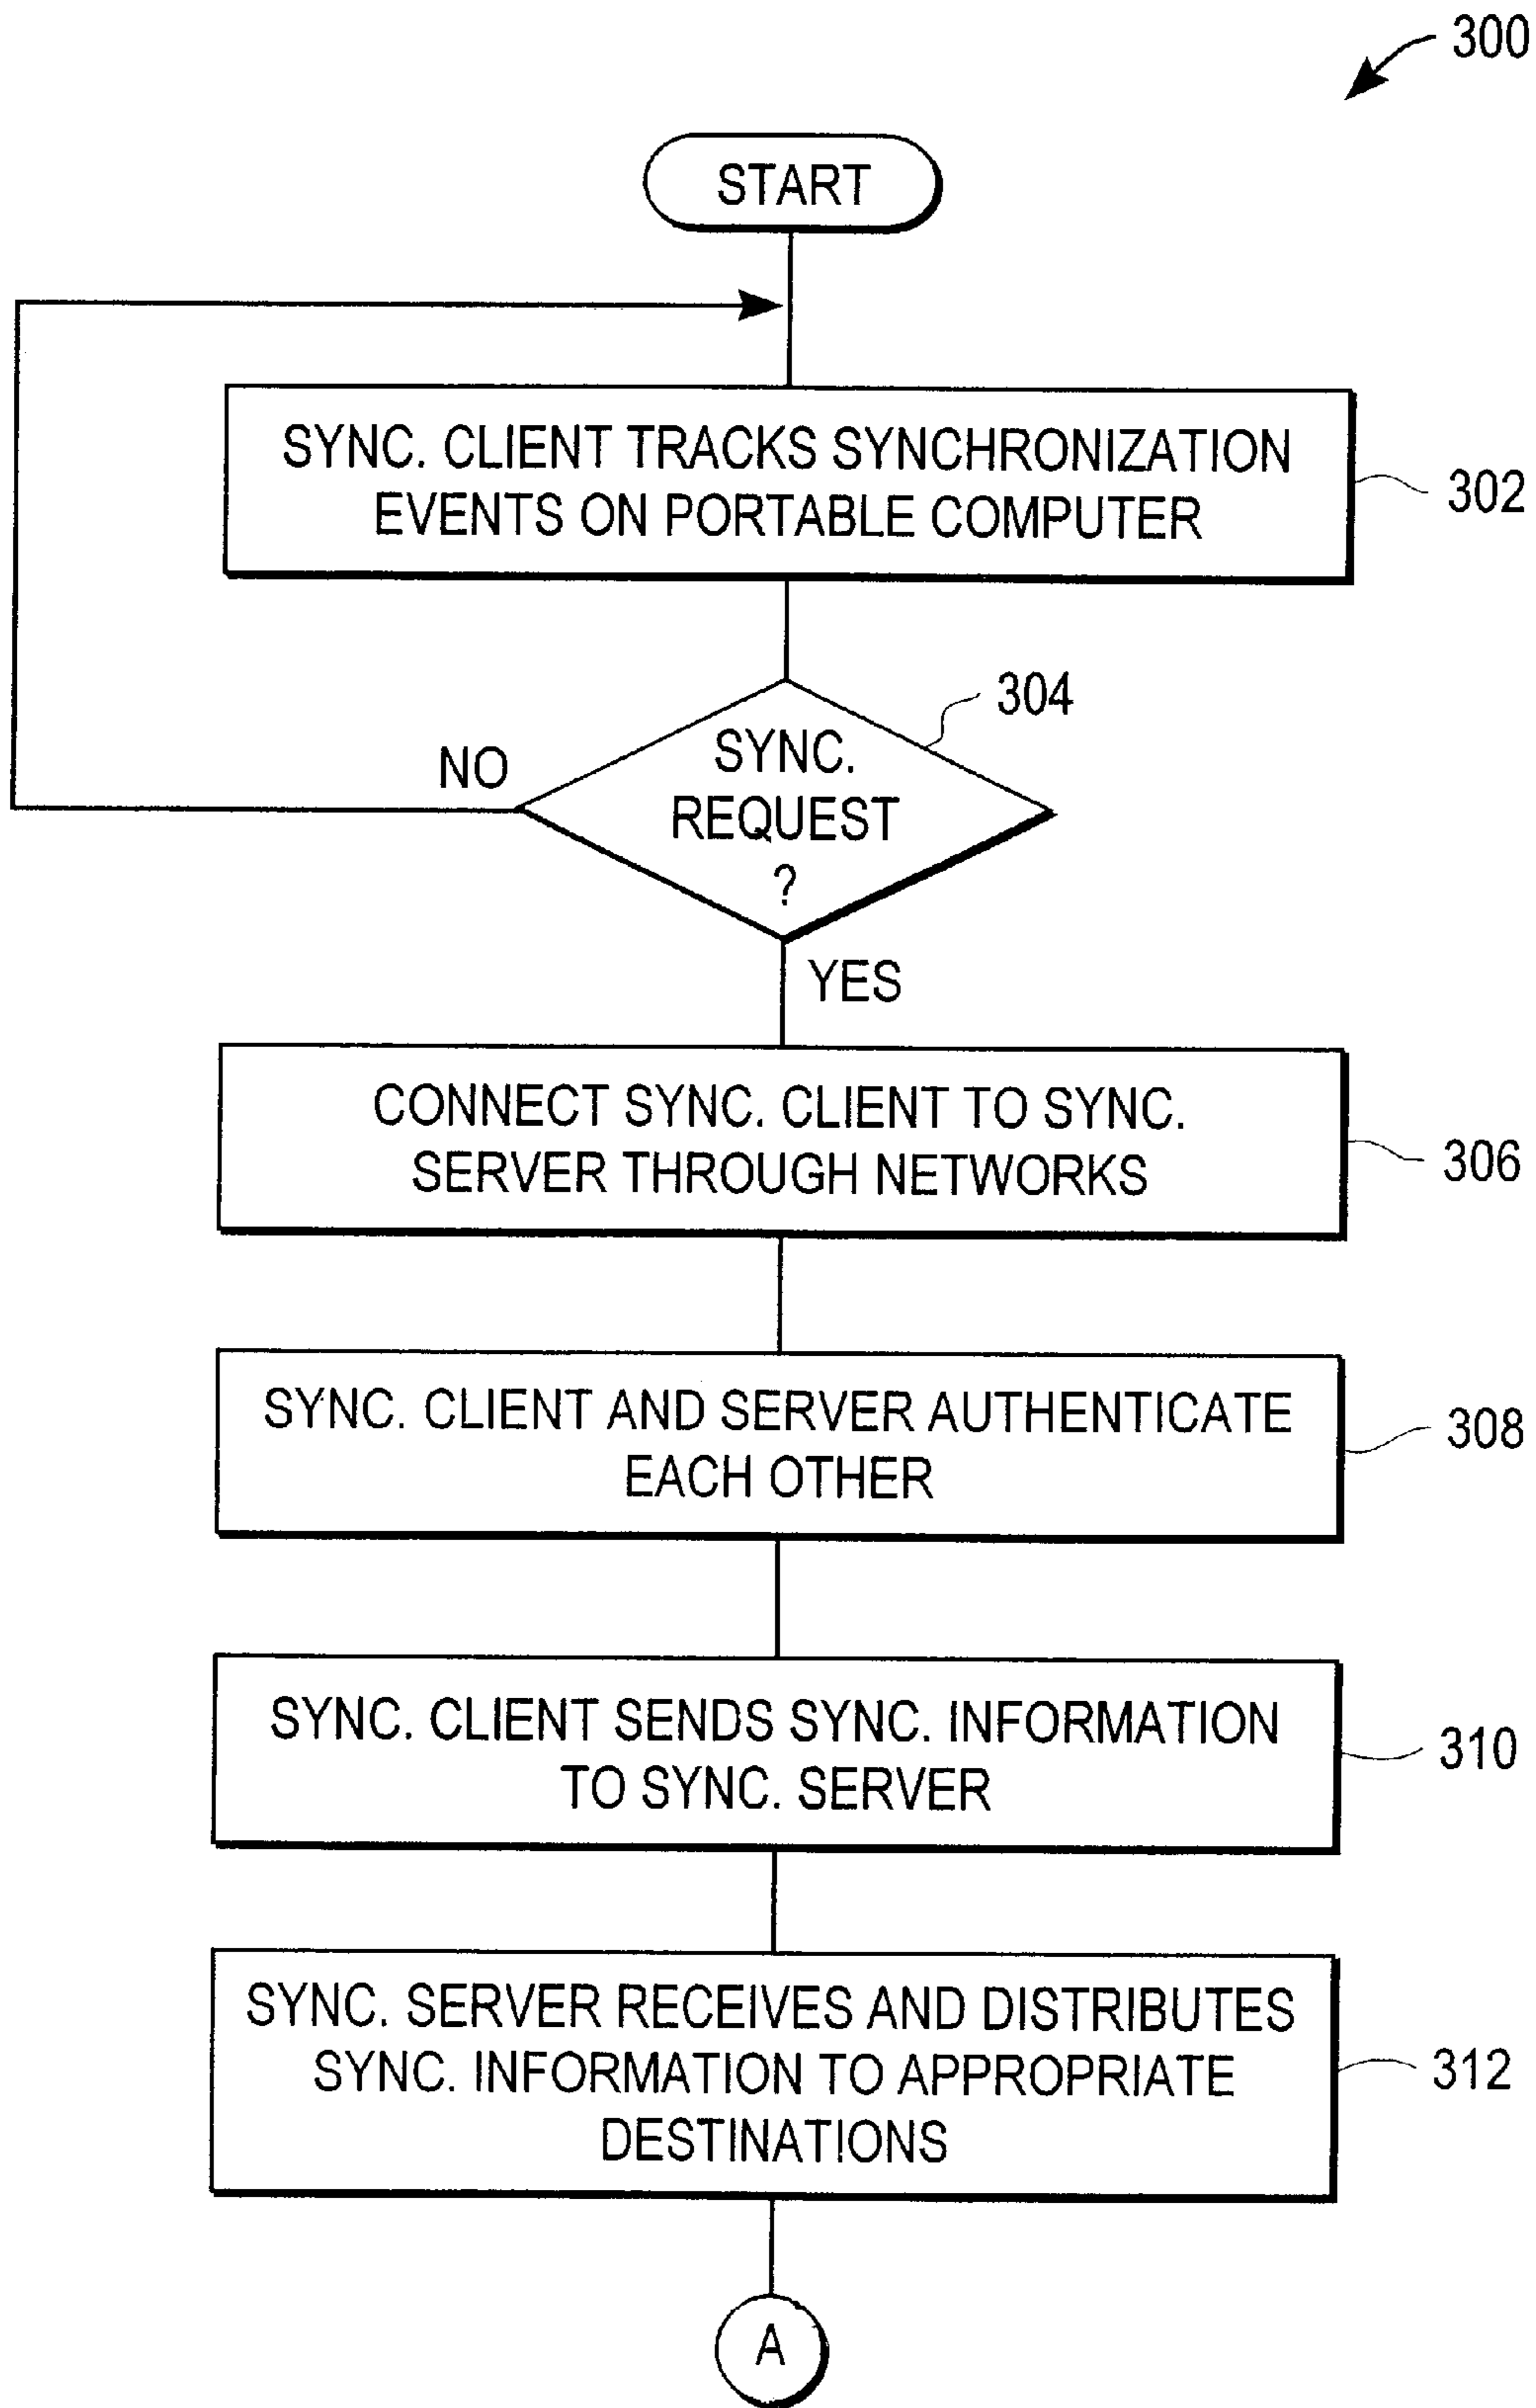 300
START
SYNC. CLIENT TRACKS SYNCHRONIZATION
EVENTS ON PORTABLE COMPUTER
302
304
SYNC.
REQUEST
?
NO
YES
CONNECT SYNC. CLIENT TO SYNC.
SERVER THROUGH NETWORKS
306
SYNC. CLIENT AND SERVER AUTHENTICATE
EACH OTHER
308
SYNC. CLIENT SENDS SYNC. INFORMATION
TO SYNC. SERVER
310
SYNC. SERVER RECEIVES AND DISTRIBUTES
SYNC. INFORMATION TO APPROPRIATE
DESTINATIONS
312
A